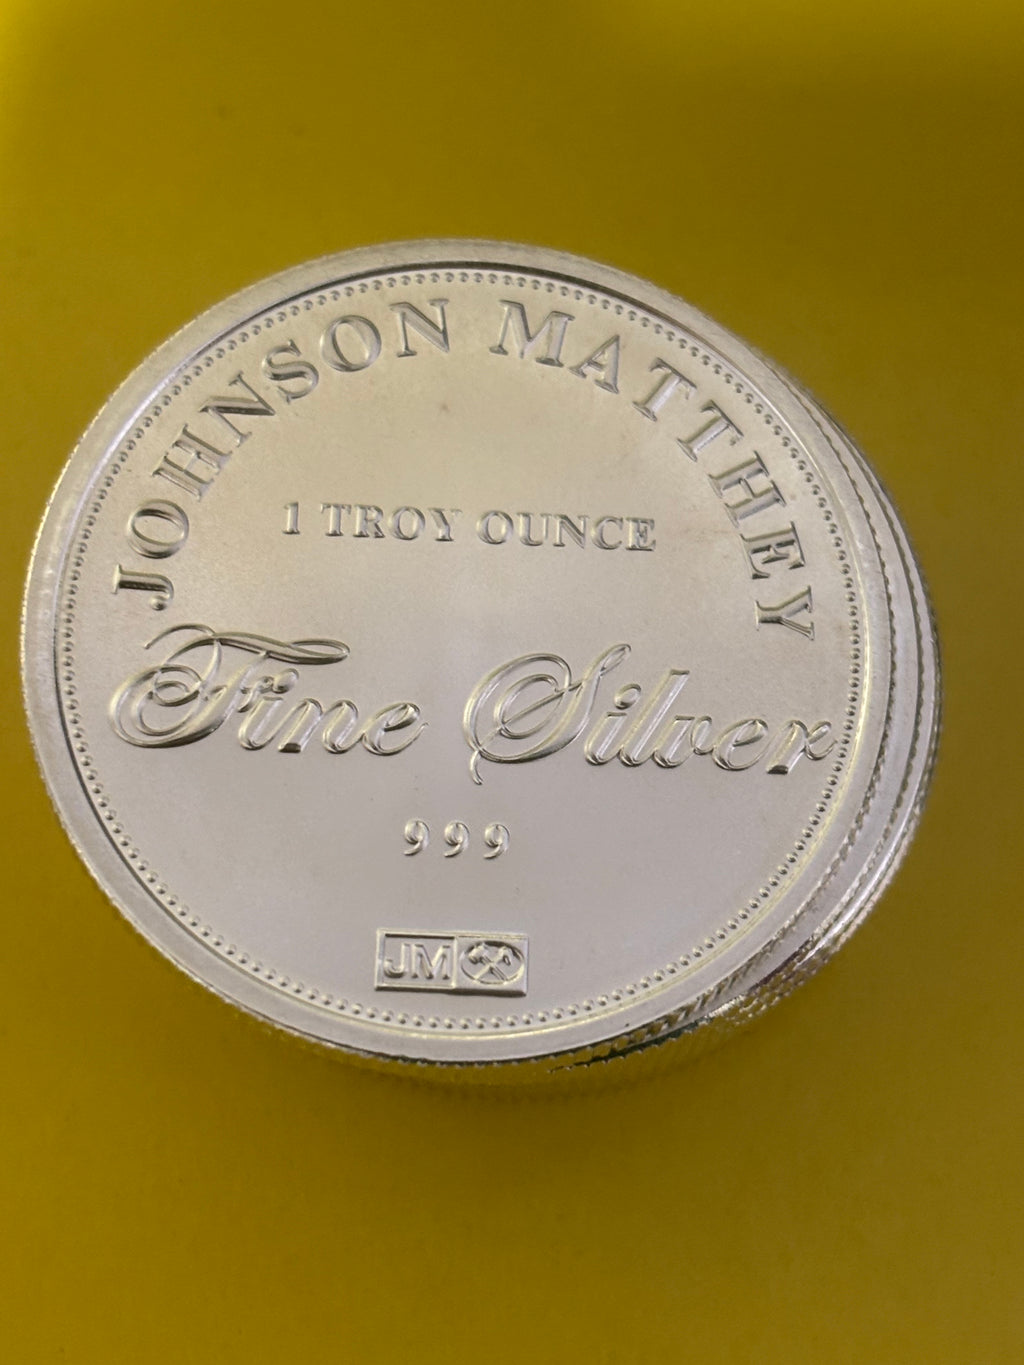 JOHNSON MATTHEY
1 TROY OUNCE
Fine Silver
999
JM